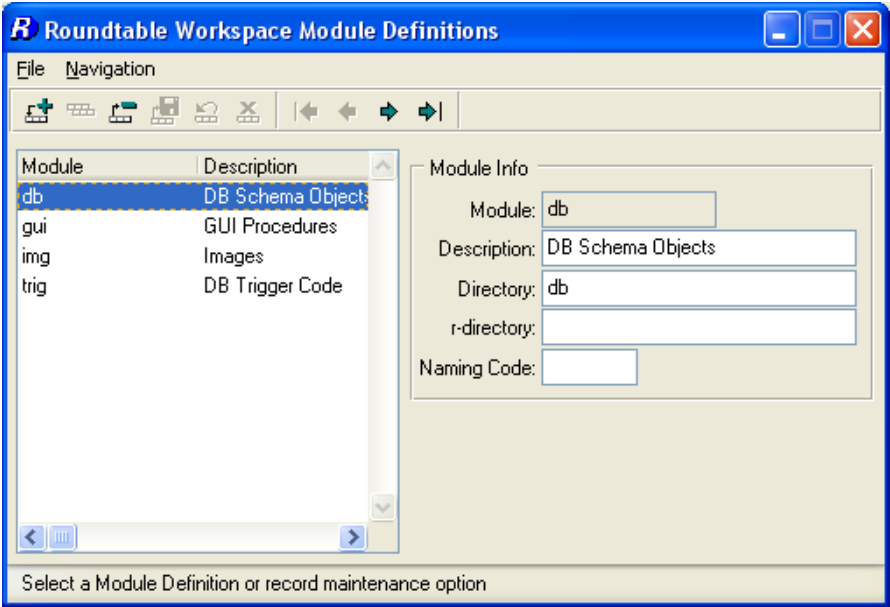 R Roundtable Workspace Module Definitions
File Navigation
Module Description
db DB Schema Objects
gui GUI Procedures
img Images
trig DB Trigger Code
Module Info
Module: db
Description: DB Schema Objects
Directory: db
r-directory:
Naming Code:
Select a Module Definition or record maintenance option